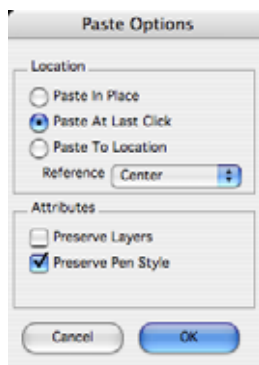 Paste Options
Location
Paste In Place
Paste At Last Click
Paste To Location
Reference Center
Attributes
Preserve Layers
Preserve Pen Style
Cancel OK